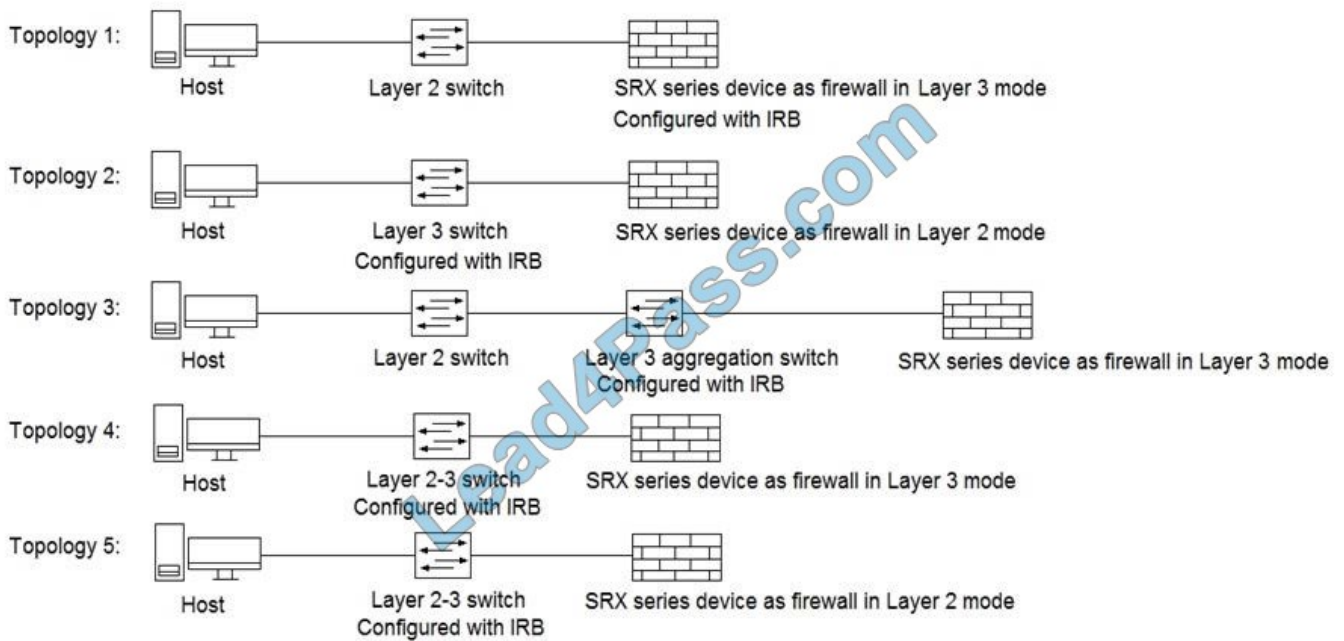 Topology 1:
Host
Layer 2 switch
SRX series device as firewall in Layer 3 mode
Configured with IRB
Topology 2:
Host
Layer 3 switch
Configured with IRB
SRX series device as firewall in Layer 2 mode
Topology 3:
Host
Layer 2 switch
Layer 3 aggregation switch
Configured with IRB
SRX series device as firewall in Layer 3 mode
Topology 4:
Host
Layer 2-3 switch
Configured with IRB
SRX series device as firewall in Layer 3 mode
Topology 5:
Host
Layer 2-3 switch
Configured with IRB
SRX series device as firewall in Layer 2 mode
Lead4Pass.com